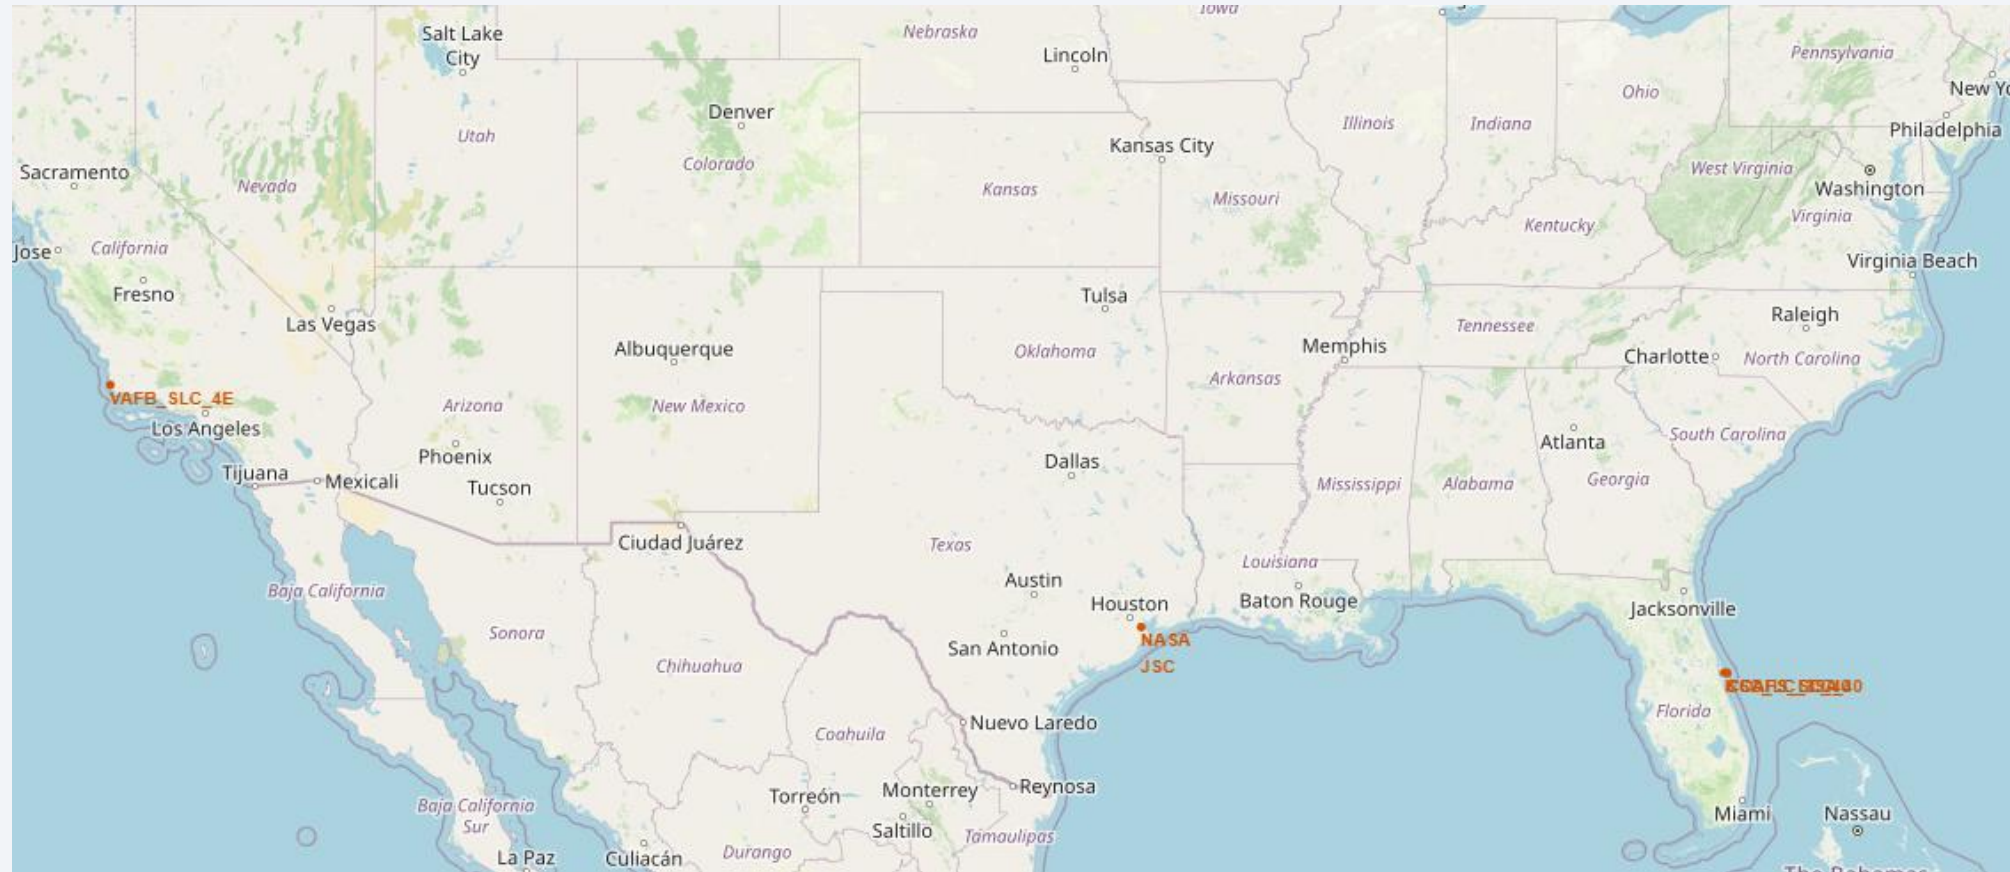 Iowa
Salt Lake
City
Nebraska
Lincoln
Pennsylvania
Denver
Ohio
New Yo
Utah
Illinois
Indiana
Philadelphia
Kansas City
Colorado
Sacramento
West Virginia
Nevada
Kansas
Washington
Missouri
Virginia
Kentucky
California
Jose
Virginia Beach
Fresno
Tulsa
Las Vegas
Raleigh
Tennessee
Albuquerque
Oklahoma
Memphis
Charlotte
North Carolina
Arkansas
VAFB_SLC_4E
Arizona
New Mexico
Los Angeles
South Carolina
Atlanta
Phoenix
Dallas
Tijuana
Mexicali
Tucson
Mississippi
Alabama
Georgia
Ciudad Juárez
Texas
Louisiana
Austin
Baja California
Houston
Baton Rouge
Jacksonville
Sonora
NASA
JSC
San Antonio
Chihuahua
Florida
Nuevo Laredo
Coahuila
Reynosa
Monterrey
Torreón
Baja California
Sur
Miami
Nassau
Saltillo
Tamaulipas
Durango
La Paz
Culiacán
The Bahamas